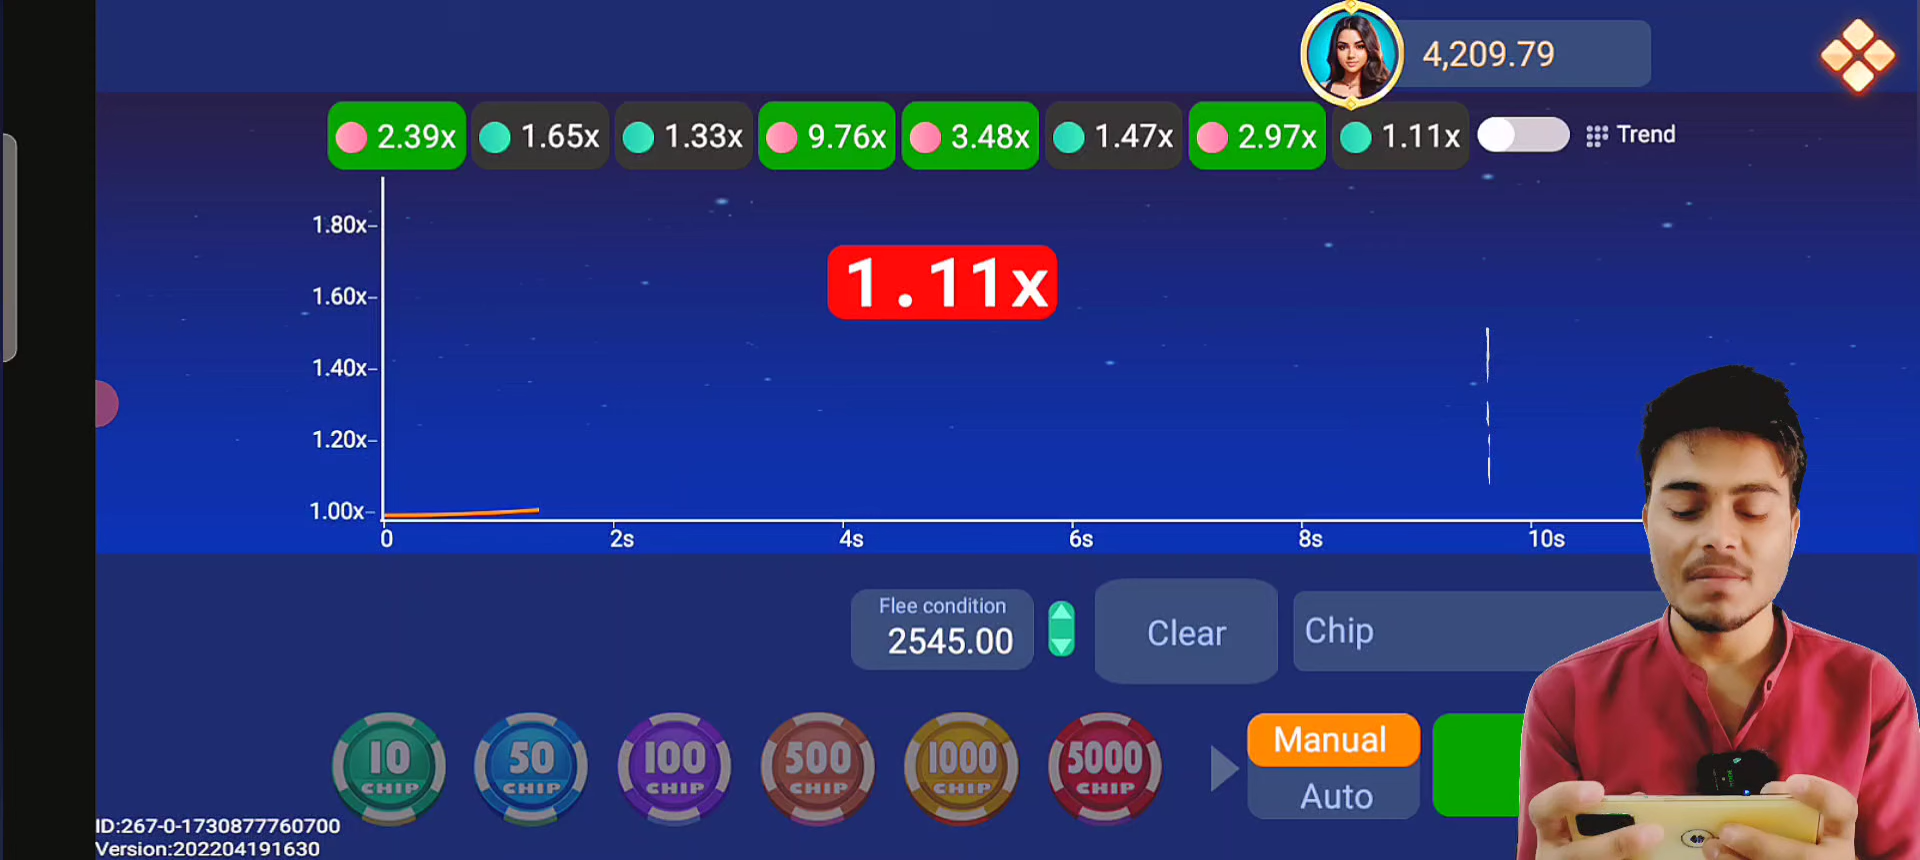 4,209.79
2.39x 1.65x 1.33x 9.76x 3.48x 1.47x 2.97x 1.11x Trend
1.80x
1.11x
1.60x
1.40x
1.20x
1.00x
0 2s 4s 6s 8s 10s
Flee condition
2545.00
Clear
Chip
10 CHIP
50 CHIP
100 CHIP
500 CHIP
1000 CHIP
5000 CHIP
Manual
Auto
ID:267-0-1730877760700
Version:202204191630